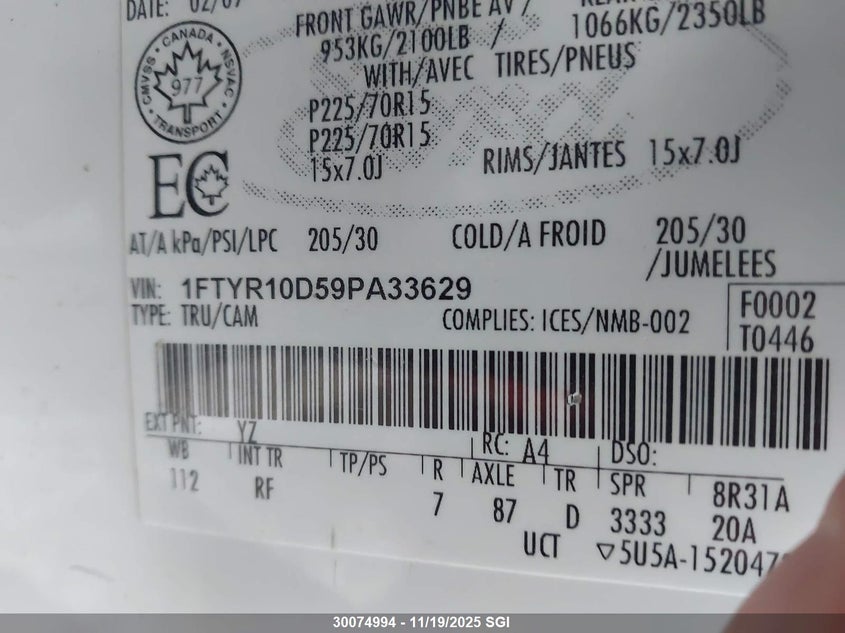 DATE: 02/09
FRONT GAWR/PNBE AV /
953KG/2100LB / 1066KG/2350LB
WITH/AVEC TIRES/PNEUS
CMVSS · CANADA · NSVAC
977
TRANSPORT
P225/70R15
P225/70R15
15x7.0J RIMS/JANTES 15x7.0J
EC
AT/A kPa/PSI/LPC 205/30 COLD/A FROID 205/30
/JUMELEES
VIN: 1FTYR10D59PA33629
TYPE: TRU/CAM COMPLIES: ICES/NMB-002
F0002
T0446
EXT PNT: YZ RC: A4 DSO:
WB INT TR TP/PS R AXLE TR SPR 8R31A
112 RF 7 87 D 3333 20A
UCT ▽5U5A-1520472
30074994 - 11/19/2025 SGI